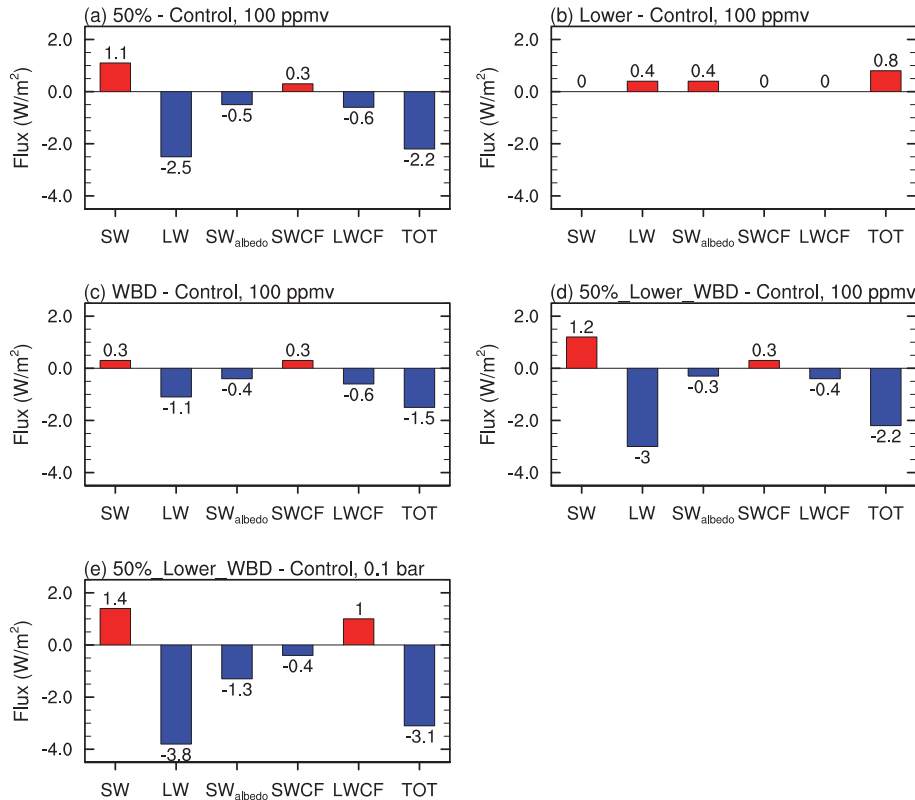 (a) 50% - Control, 100 ppmv
2.0
0.0
-2.0
-4.0
Flux (W/m²)
1.1
-2.5
-0.5
0.3
-0.6
-2.2
SW LW SWalbedo SWCF LWCF TOT
(b) Lower - Control, 100 ppmv
2.0
0.0
-2.0
-4.0
Flux (W/m²)
0 0.4 0.4 0 0 0.8
SW LW SWalbedo SWCF LWCF TOT
(c) WBD - Control, 100 ppmv
2.0
0.0
-2.0
-4.0
Flux (W/m²)
0.3
-1.1
-0.4
0.3
-0.6
-1.5
SW LW SWalbedo SWCF LWCF TOT
(d) 50%_Lower_WBD - Control, 100 ppmv
2.0
0.0
-2.0
-4.0
Flux (W/m²)
1.2
-3
-0.3
0.3
-0.4
-2.2
SW LW SWalbedo SWCF LWCF TOT
(e) 50%_Lower_WBD - Control, 0.1 bar
2.0
0.0
-2.0
-4.0
Flux (W/m²)
1.4
-3.8
-1.3
-0.4
1
-3.1
SW LW SWalbedo SWCF LWCF TOT